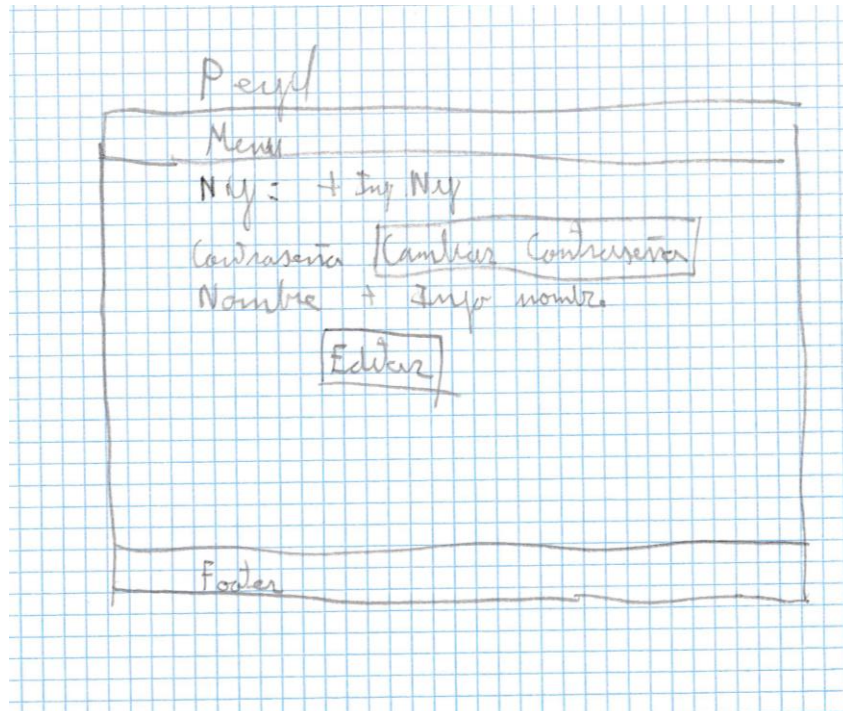 Perfil
Menu
Nif: + Inf Nif
Contraseña Cambiar Contraseña
Nombre + Info nombre
Editar
Footer